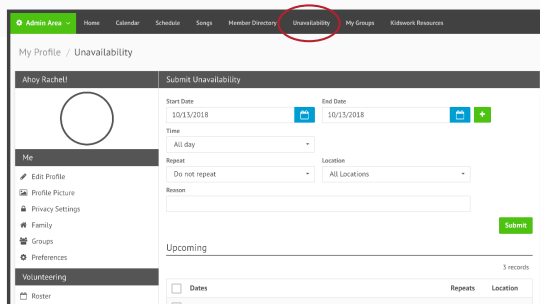 Admin Area Home Calendar Schedule Songs Member Directory Unavailability My Groups Kidswork Resources
My Profile / Unavailability
Ahoy Rachel!
Me
Edit Profile
Profile Picture
Privacy Settings
Family
Groups
Preferences
Volunteering
Roster
Submit Unavailability
Start Date End Date
10/13/2018 10/13/2018 +
Time
All day
Repeat Location
Do not repeat All Locations
Reason
Submit
Upcoming
3 records
Dates Repeats Location